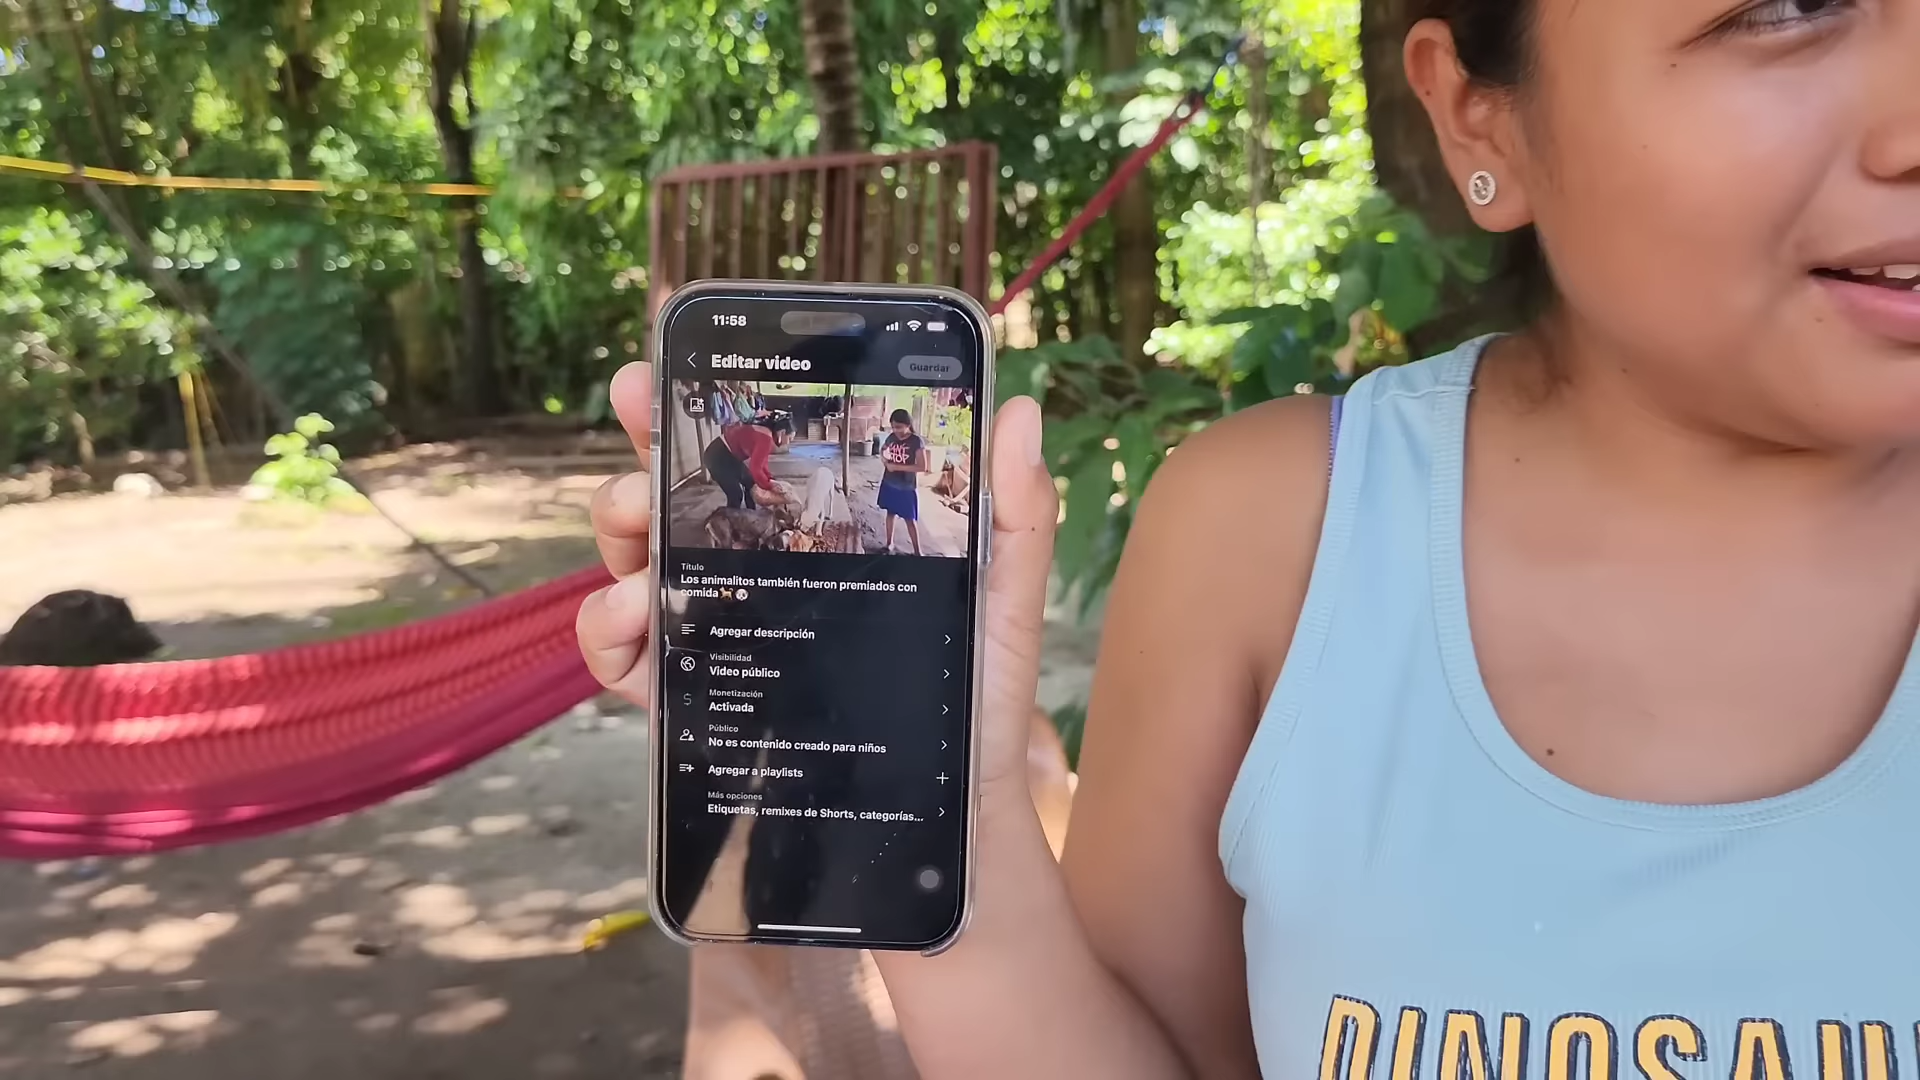 11:58
Editar video
Guardar
Título
Los animalitos también fueron premiados con
comida🐕🐶
Agregar descripción
Visibilidad
Video público
Monetización
Activada
Público
No es contenido creado para niños
Agregar a playlists
Más opciones
Etiquetas, remixes de Shorts, categorías...
DINOSAU